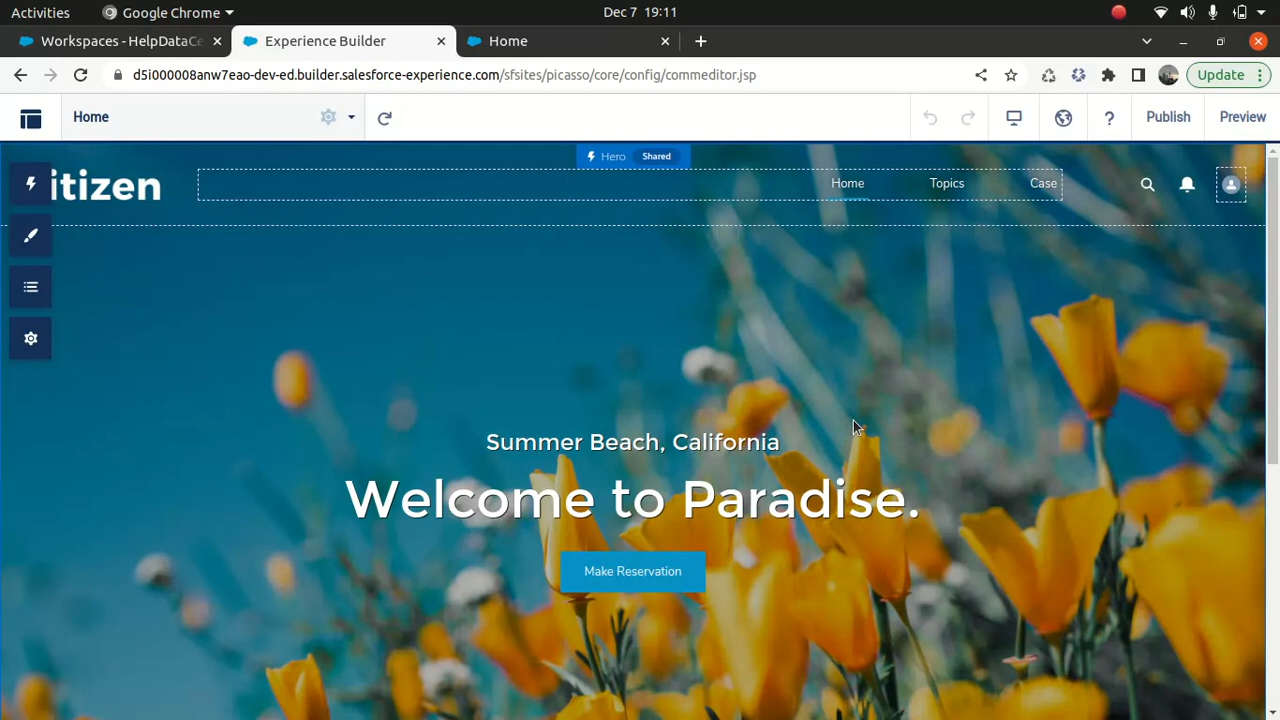 Activities Google Chrome Dec 7 19:11
Workspaces - HelpDataCe Experience Builder Home
d5i000008anw7eao-dev-ed.builder.salesforce-experience.com/sfsites/picasso/core/config/commeditor.jsp Update
Home ? Publish Preview
Hero Shared
itizen Home Topics Case
Summer Beach, California
Welcome to Paradise.
Make Reservation